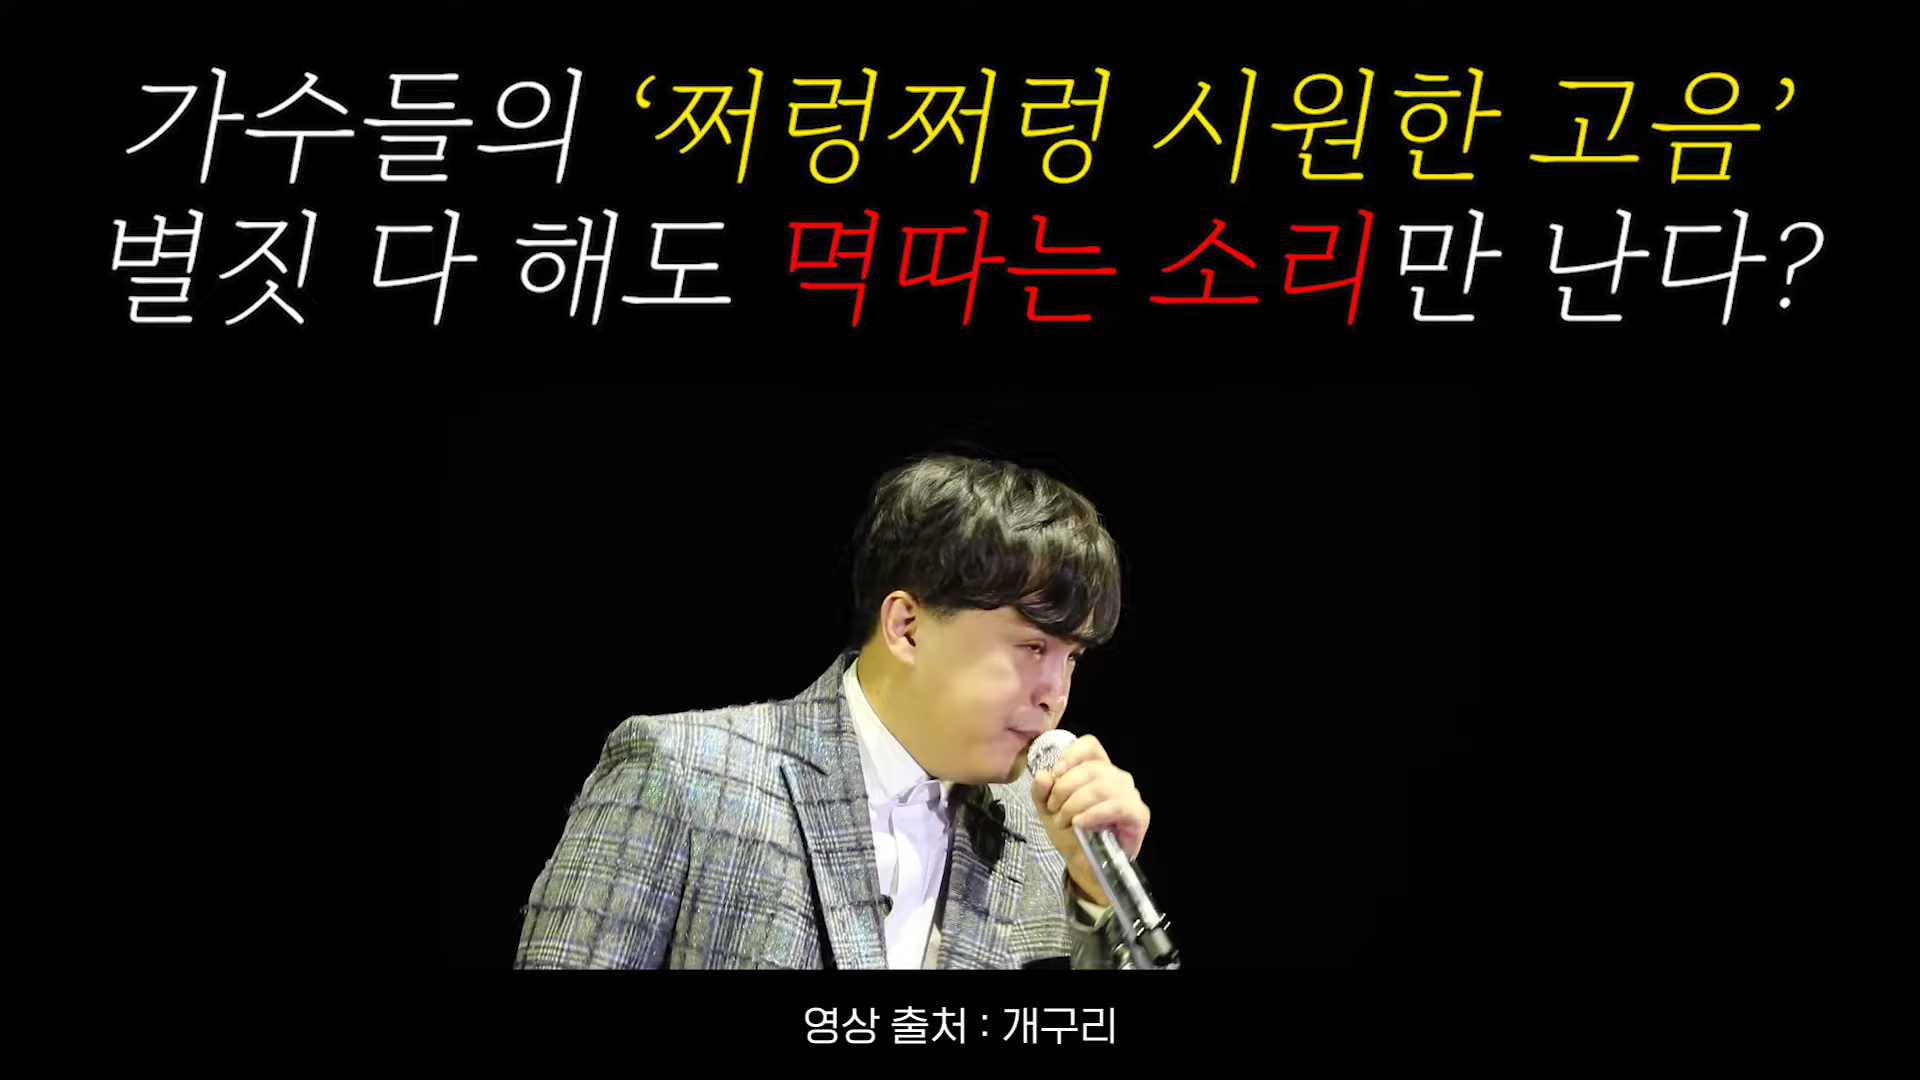 가수들의 ‘쩌렁쩌렁 시원한 고음’
별짓 다 해도 멱따는 소리만 난다?
영상 출처 : 개구리